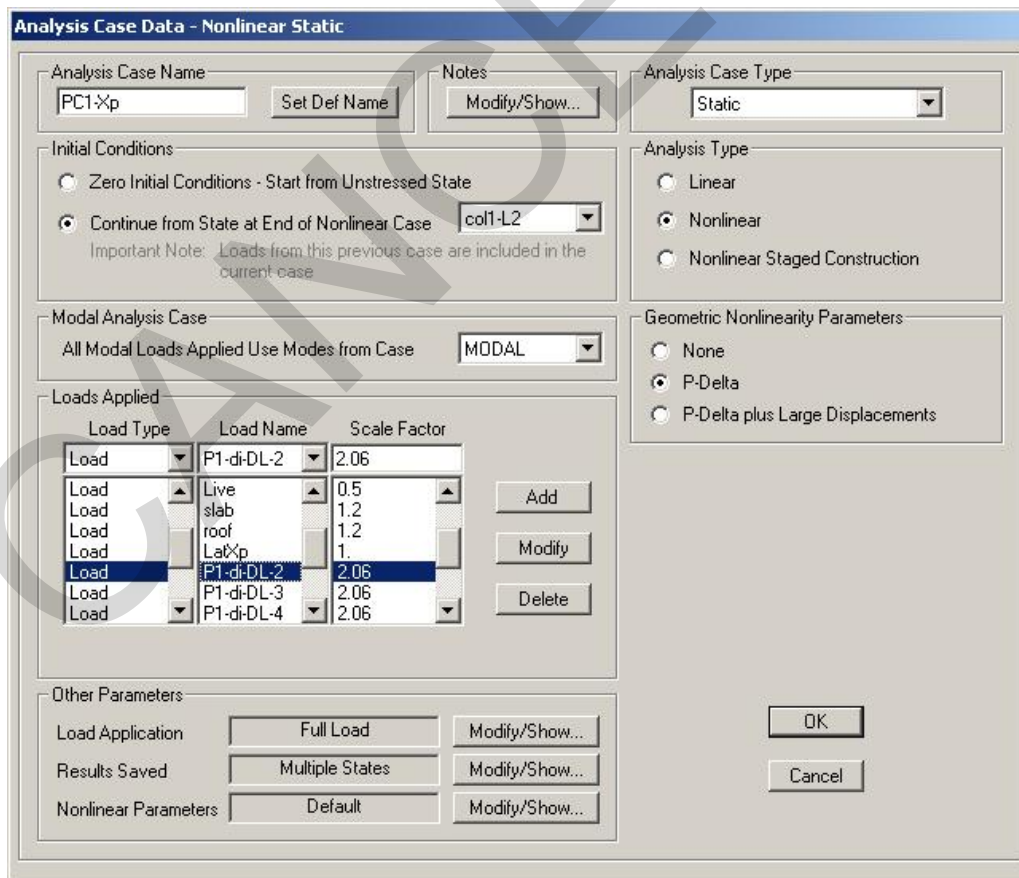 Analysis Case Data - Nonlinear Static
Analysis Case Name
PC1-Xp
Set Def Name
Notes
Modify/Show...
Analysis Case Type
Static
Initial Conditions
Zero Initial Conditions - Start from Unstressed State
Continue from State at End of Nonlinear Case
col1-L2
Important Note: Loads from this previous case are included in the
current case
Analysis Type
Linear
Nonlinear
Nonlinear Staged Construction
Modal Analysis Case
All Modal Loads Applied Use Modes from Case
MODAL
Geometric Nonlinearity Parameters
None
P-Delta
P-Delta plus Large Displacements
Loads Applied
Load Type Load Name Scale Factor
Load P1-di-DL-2 2.06
Load Live 0.5
Load slab 1.2
Load roof 1.2
Load LatXp 1.
Load P1-di-DL-2 2.06
Load P1-di-DL-3 2.06
Load P1-di-DL-4 2.06
Add
Modify
Delete
Other Parameters
Load Application Full Load Modify/Show...
Results Saved Multiple States Modify/Show...
Nonlinear Parameters Default Modify/Show...
OK
Cancel
CANCE